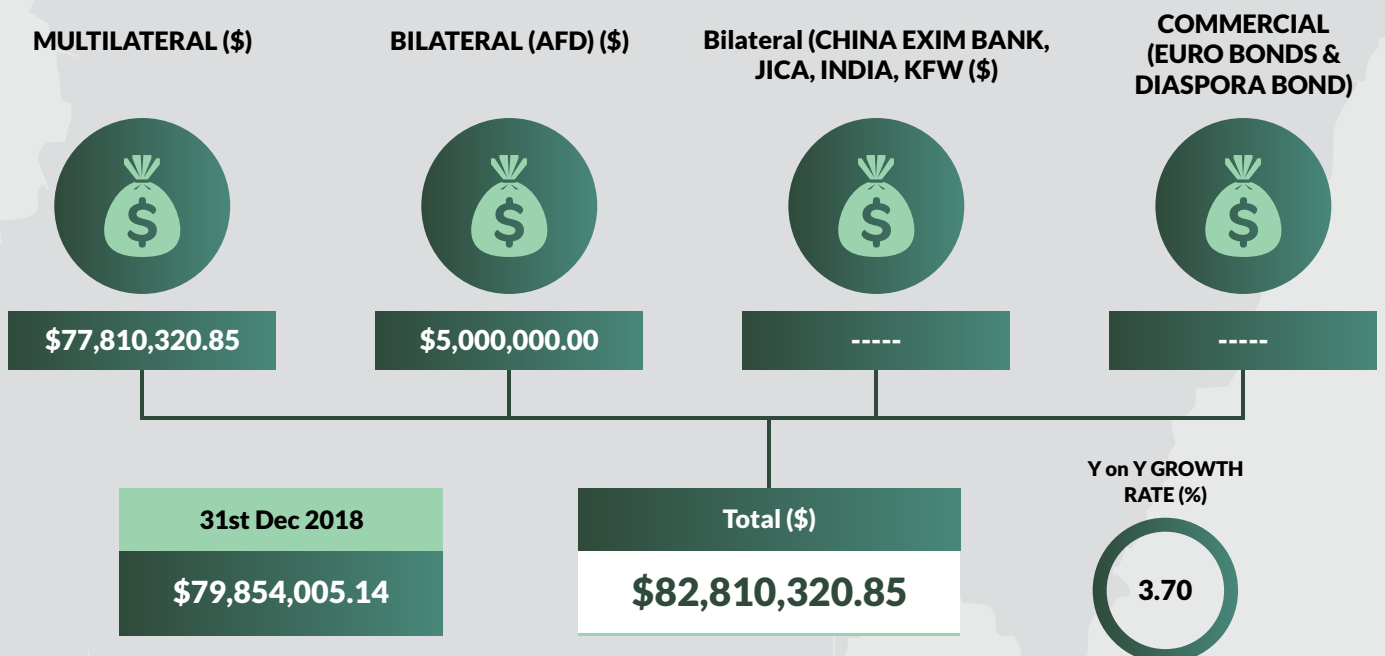 MULTILATERAL ($)
BILATERAL (AFD) ($)
Bilateral (CHINA EXIM BANK,
JICA, INDIA, KFW ($)
COMMERCIAL
(EURO BONDS &
DIASPORA BOND)
$
$
$
$
$77,810,320.85
$5,000,000.00
-----
-----
31st Dec 2018
$79,854,005.14
Total ($)
$82,810,320.85
Y on Y GROWTH
RATE (%)
3.70